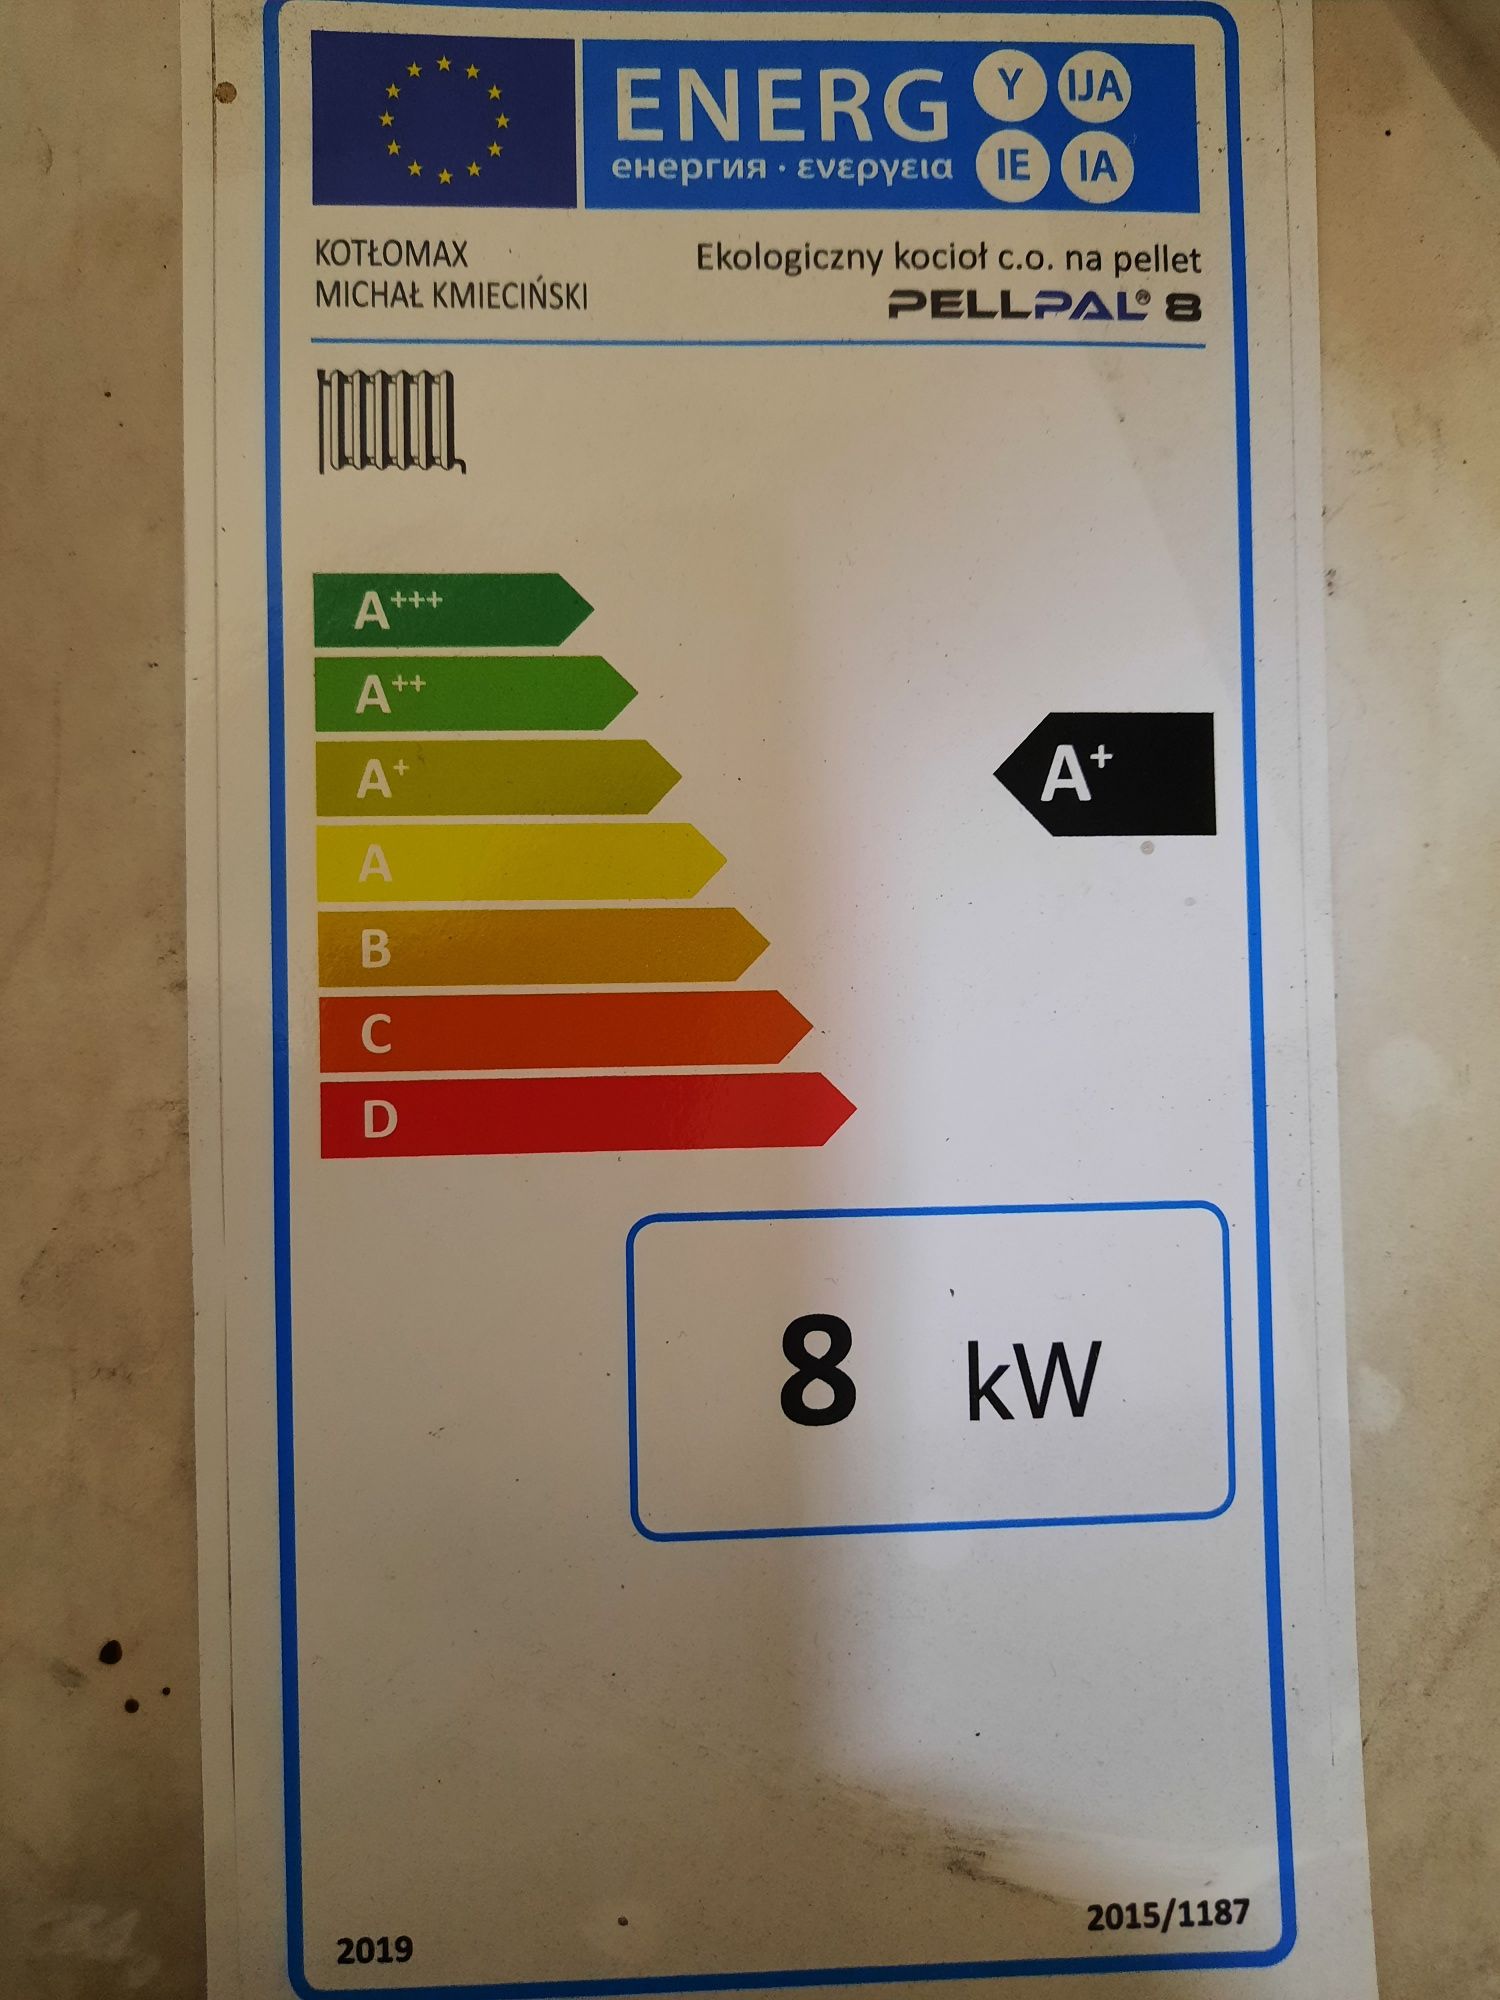 ENERG Y IJA
енергия · ενεργεια IE IA
KOTŁOMAX
MICHAŁ KMIECIŃSKI
Ekologiczny kocioł c.o. na pellet
PELLPAL® 8
A+++
A++
A+
A
B
C
D
A+
8 kW
2019
2015/1187